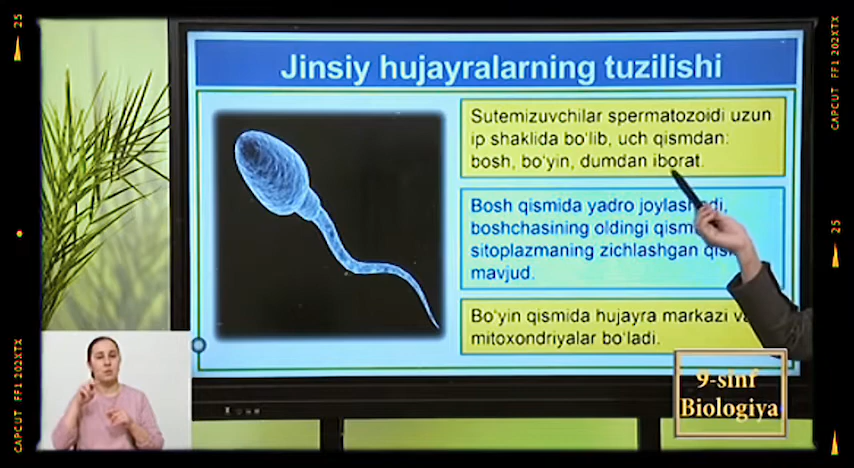 Jinsiy hujayralarning tuzilishi
Sutemizuvchilar spermatozoidi uzun
ip shaklida bo‘lib, uch qismdan:
bosh, bo‘yin, dumdan iborat.
Bosh qismida yadro
boshchasining oldingi
sitoplazmaning zichlashgan
mavjud.
Bo‘yin qismida hujayra markazi va
mitoxondriyalar bo‘ladi.
9-sinf
Biologiya
25
CAPCUT FF1 202XTX
CAPCUT FF1 202XTX
25